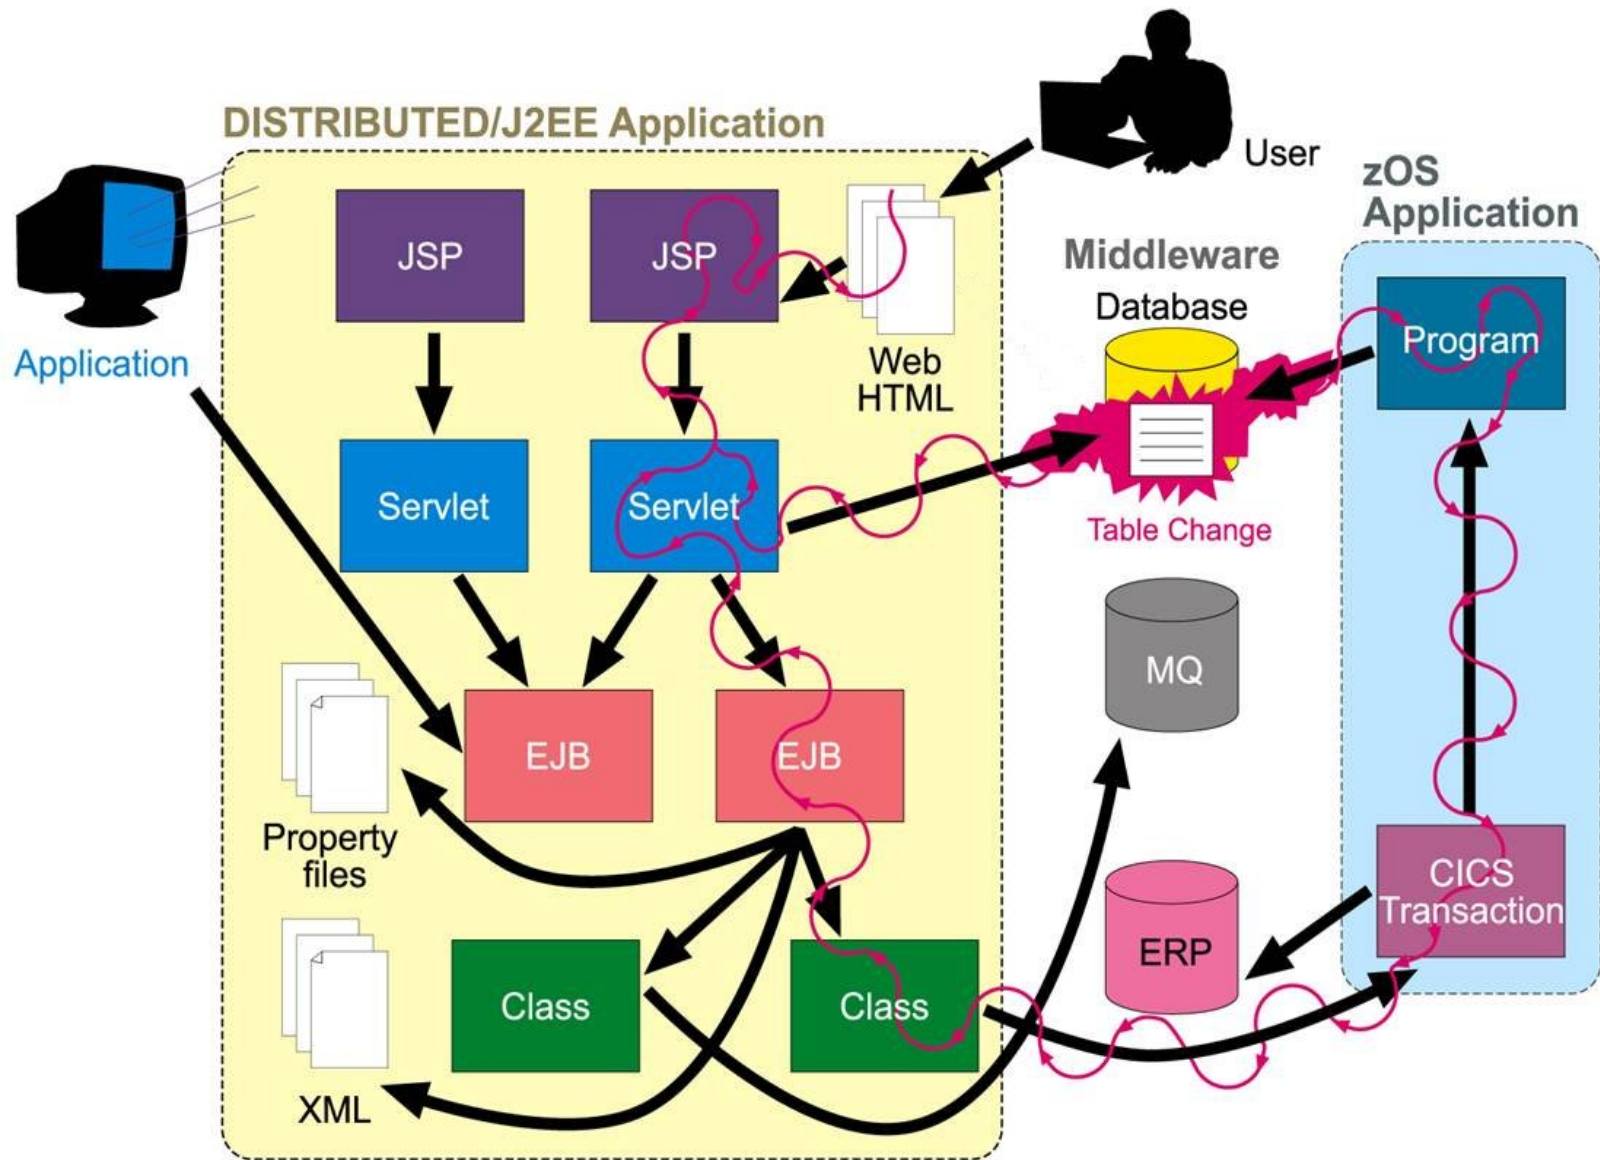 DISTRIBUTED/J2EE Application
User
zOS
Application
Application
JSP
JSP
Web
HTML
Middleware
Database
Program
Servlet
Servlet
Table Change
EJB
EJB
MQ
Property
files
CICS
Transaction
Class
Class
ERP
XML